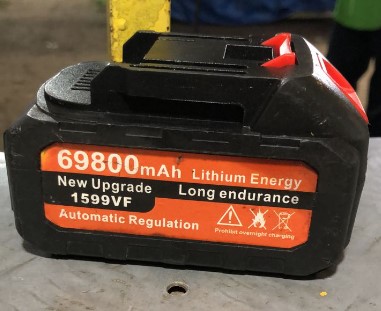 69800mAh Lithium Energy
New Upgrade Long endurance
1599VF
Automatic Regulation
Prohibit overnight charging